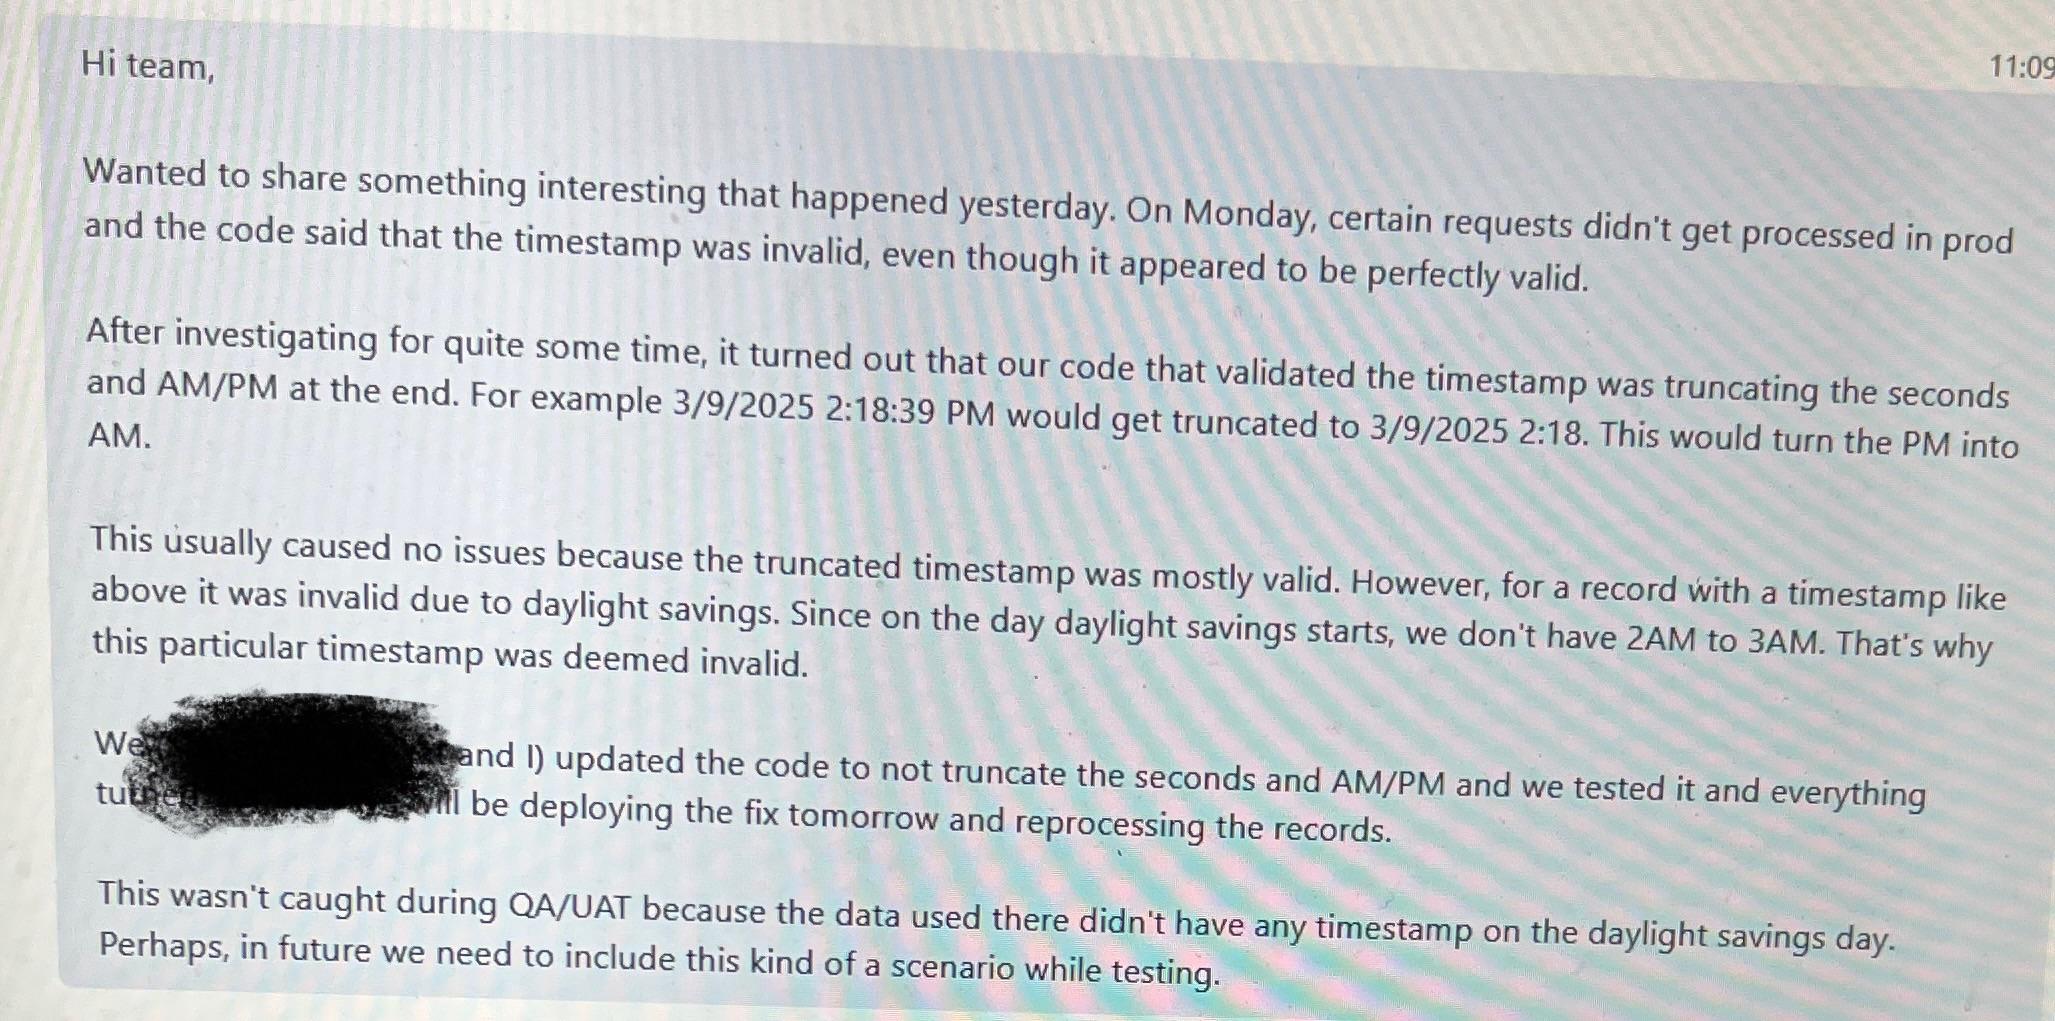 11:09
Hi team,
Wanted to share something interesting that happened yesterday. On Monday, certain requests didn't get processed in prod
and the code said that the timestamp was invalid, even though it appeared to be perfectly valid.
After investigating for quite some time, it turned out that our code that validated the timestamp was truncating the seconds
and AM/PM at the end. For example 3/9/2025 2:18:39 PM would get truncated to 3/9/2025 2:18. This would turn the PM into
AM.
This usually caused no issues because the truncated timestamp was mostly valid. However, for a record with a timestamp like
above it was invalid due to daylight savings. Since on the day daylight savings starts, we don't have 2AM to 3AM. That's why
this particular timestamp was deemed invalid.
We and I) updated the code to not truncate the seconds and AM/PM and we tested it and everything
turned will be deploying the fix tomorrow and reprocessing the records.
This wasn't caught during QA/UAT because the data used there didn't have any timestamp on the daylight savings day.
Perhaps, in future we need to include this kind of a scenario while testing.